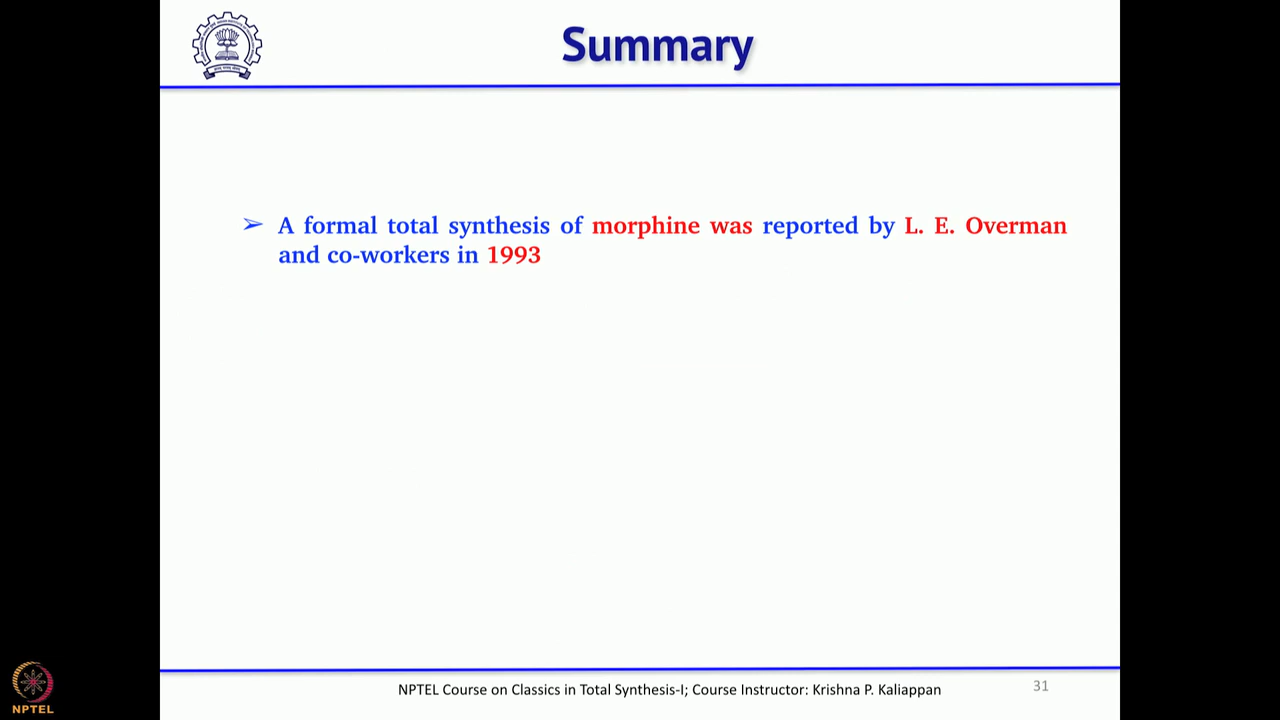 Summary
➢ A formal total synthesis of morphine was reported by L. E. Overman
and co-workers in 1993
NPTEL Course on Classics in Total Synthesis-I; Course Instructor: Krishna P. Kaliappan
31
NPTEL